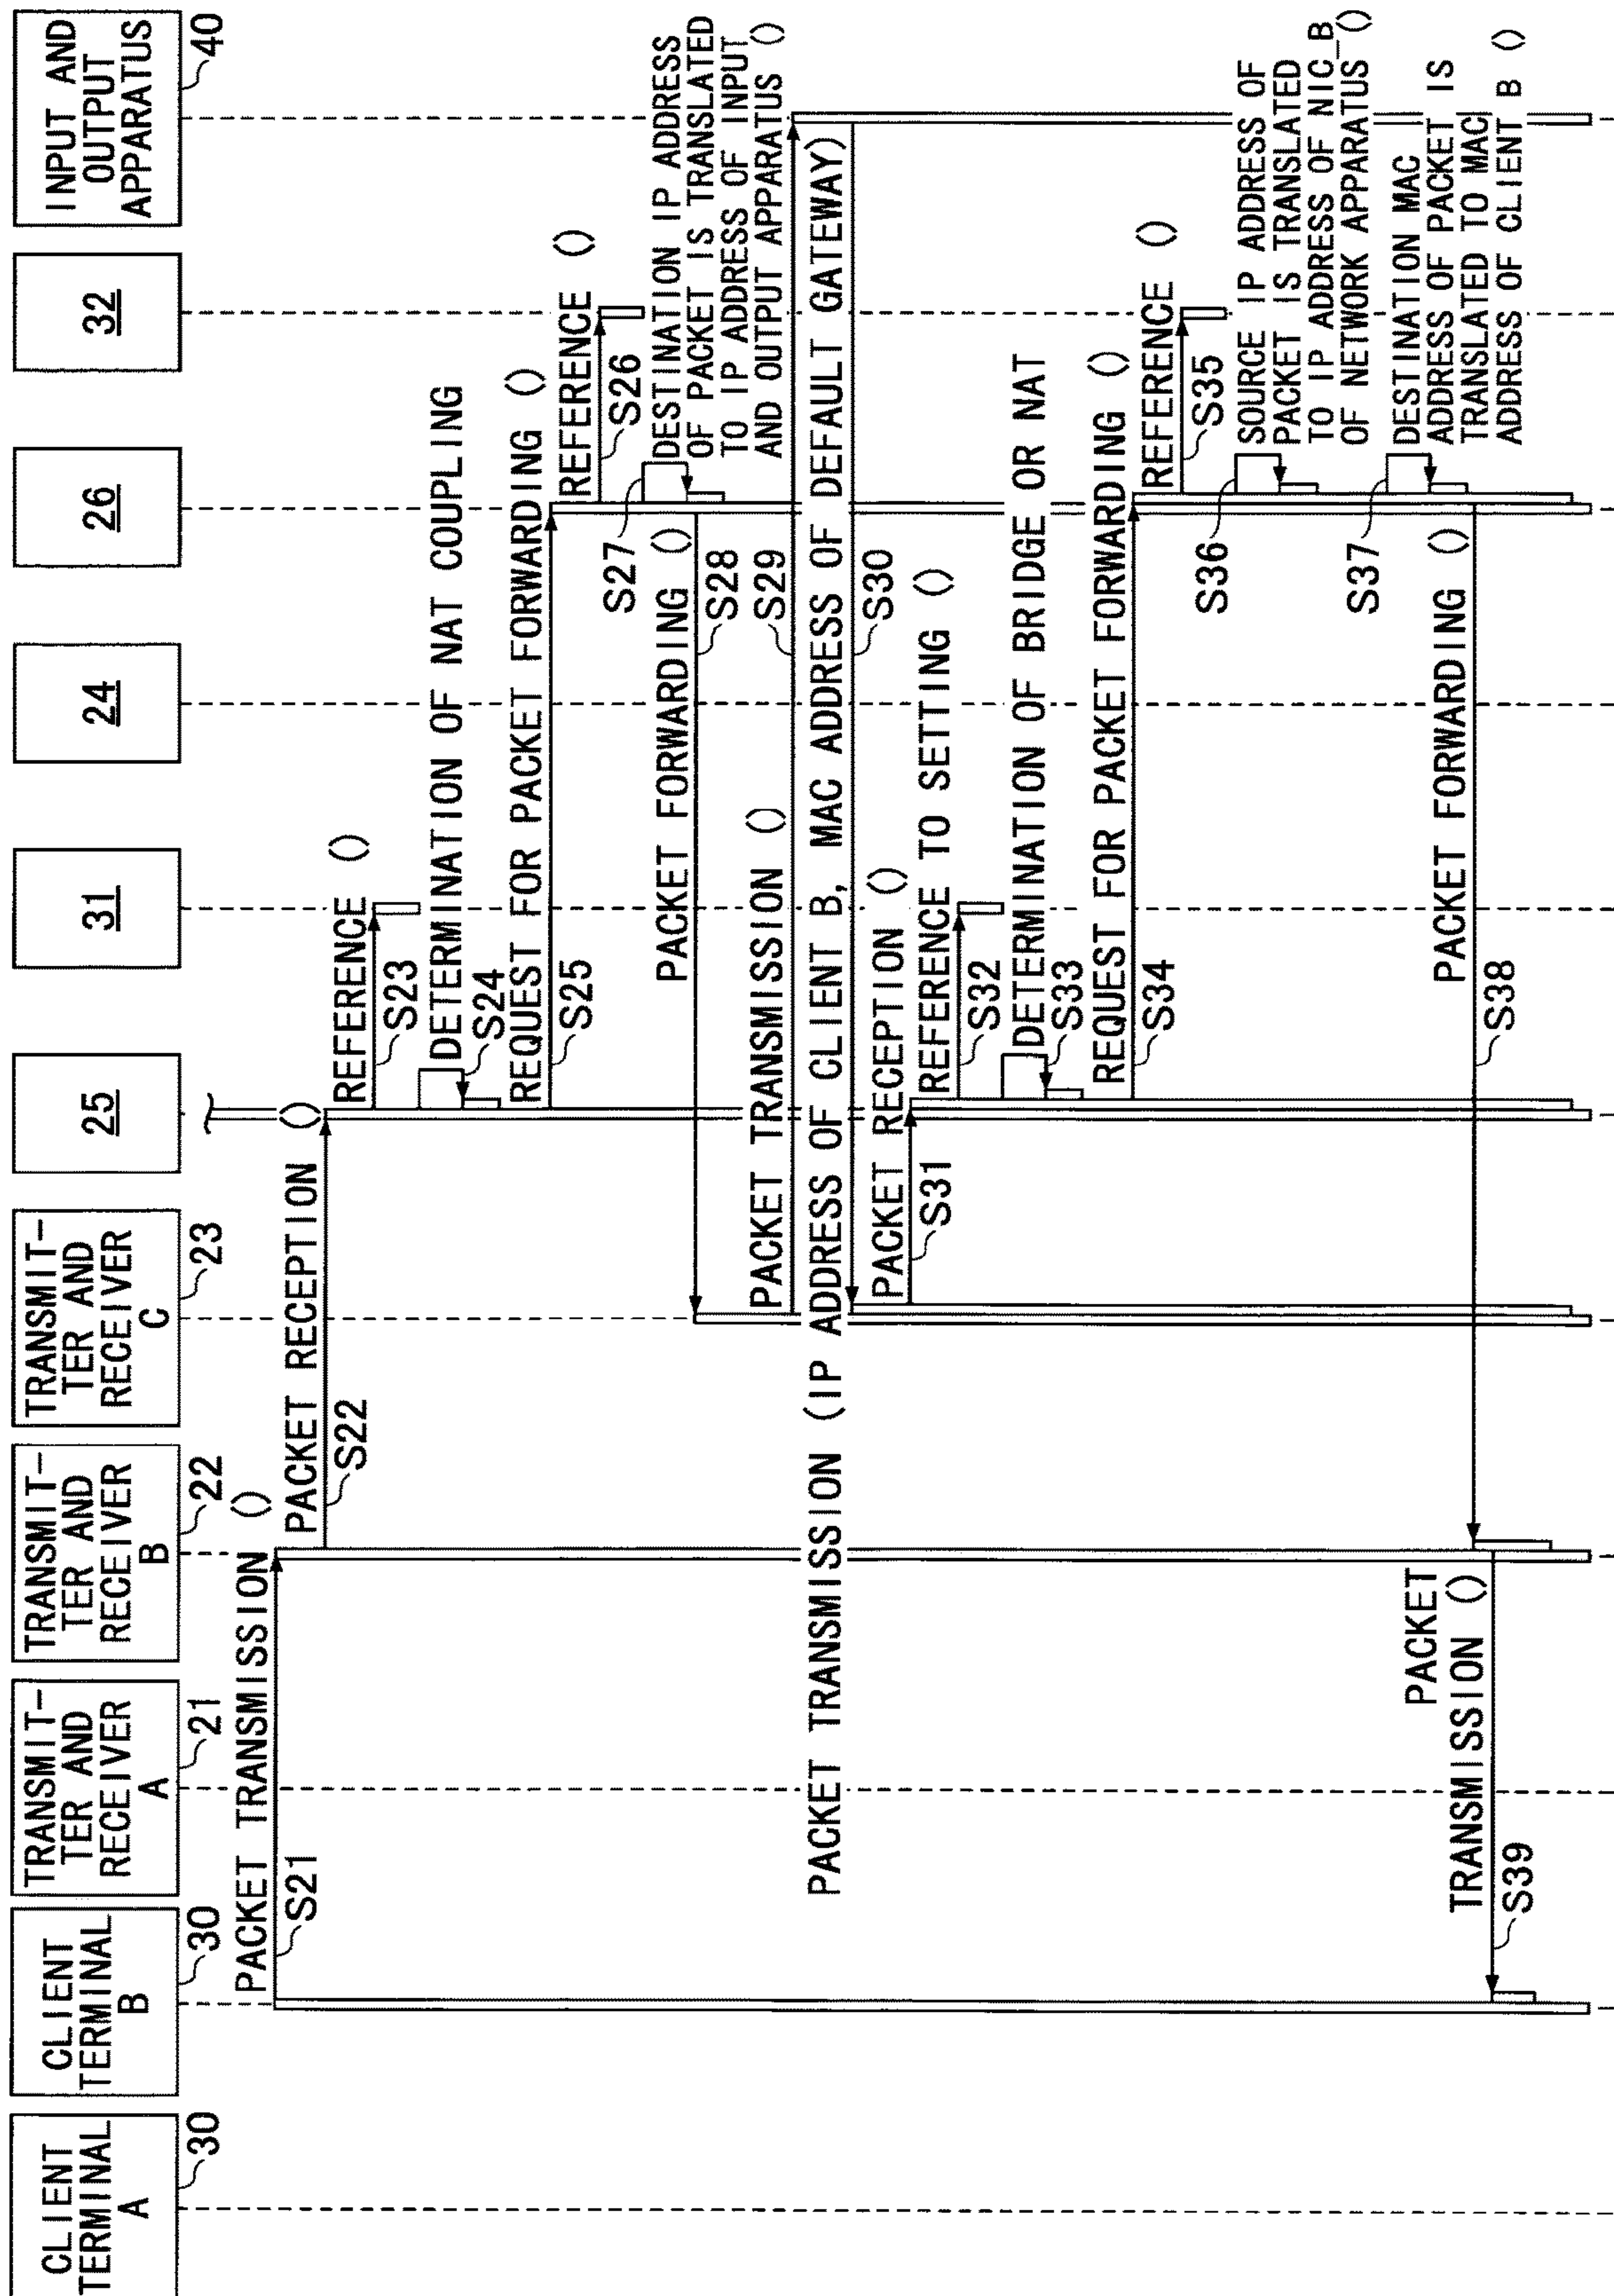 CLIENT
TERMINAL
A
30
CLIENT
TERMINAL
B
30
TRANSMIT-
TER AND
RECEIVER
A
21
TRANSMIT-
TER AND
RECEIVER
B
22
TRANSMIT-
TER AND
RECEIVER
C
23
25
31
24
26
32
INPUT AND
OUTPUT
APPARATUS
40
PACKET TRANSMISSION ()
S21
PACKET RECEPTION ()
S22
REFERENCE ()
S23
DETERMINATION OF NAT COUPLING
S24
REQUEST FOR PACKET FORWARDING ()
S25
REFERENCE ()
S26
DESTINATION IP ADDRESS
OF PACKET IS TRANSLATED
TO IP ADDRESS OF INPUT
AND OUTPUT APPARATUS ()
S27
PACKET FORWARDING ()
S28
PACKET TRANSMISSION ()
S29
PACKET TRANSMISSION (IP ADDRESS OF CLIENT B, MAC ADDRESS OF DEFAULT GATEWAY)
S30
PACKET RECEPTION ()
S31
REFERENCE TO SETTING ()
S32
DETERMINATION OF BRIDGE OR NAT
S33
REQUEST FOR PACKET FORWARDING ()
S34
REFERENCE ()
S35
SOURCE IP ADDRESS OF
PACKET IS TRANSLATED
TO IP ADDRESS OF NIC_B
OF NETWORK APPARATUS ()
S36
DESTINATION MAC
ADDRESS OF PACKET IS
TRANSLATED TO MAC
ADDRESS OF CLIENT B ()
S37
PACKET FORWARDING ()
S38
PACKET
TRANSMISSION ()
S39